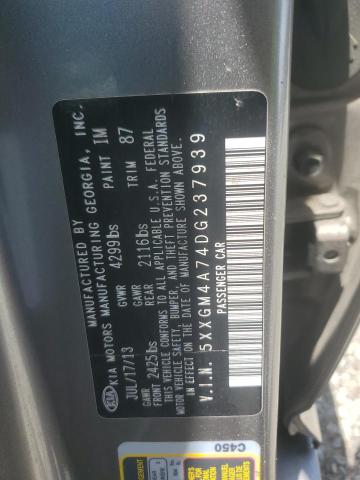 MANUFACTURED BY
KIA KIA MOTORS MANUFACTURING GEORGIA, INC.
JUL/17/13 GVWR 4299lbs PAINT IM
GAWR FRONT 2425lbs GAWR REAR 2116lbs TRIM 87
THIS VEHICLE CONFORMS TO ALL APPLICABLE U.S.A. FEDERAL
MOTOR VEHICLE SAFETY, BUMPER, AND THEFT PREVENTION STANDARDS
IN EFFECT ON THE DATE OF MANUFACTURE SHOWN ABOVE.
V.I.N. : 5XXGM4A74DG237939
PASSENGER CAR
C450